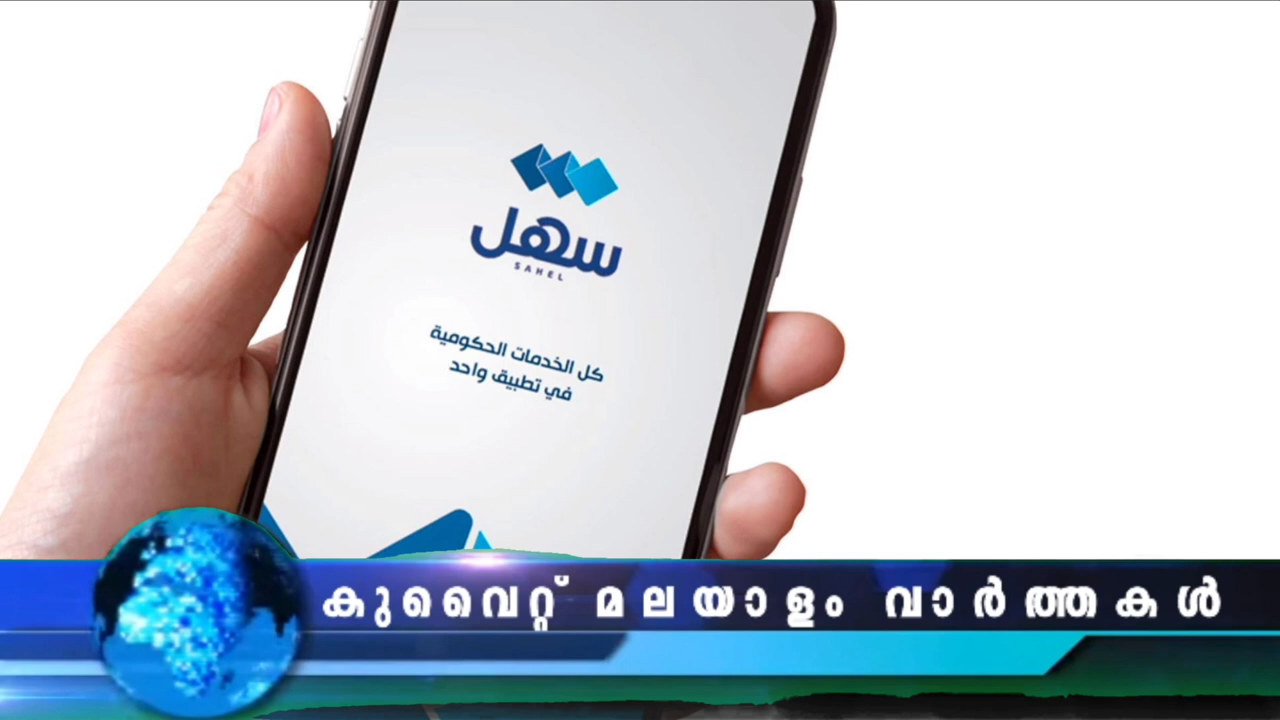 سهل
SAHEL
كل الخدمات الحكومية
في تطبيق واحد
കുവൈറ്റ് മലയാളം വാർത്തകൾ